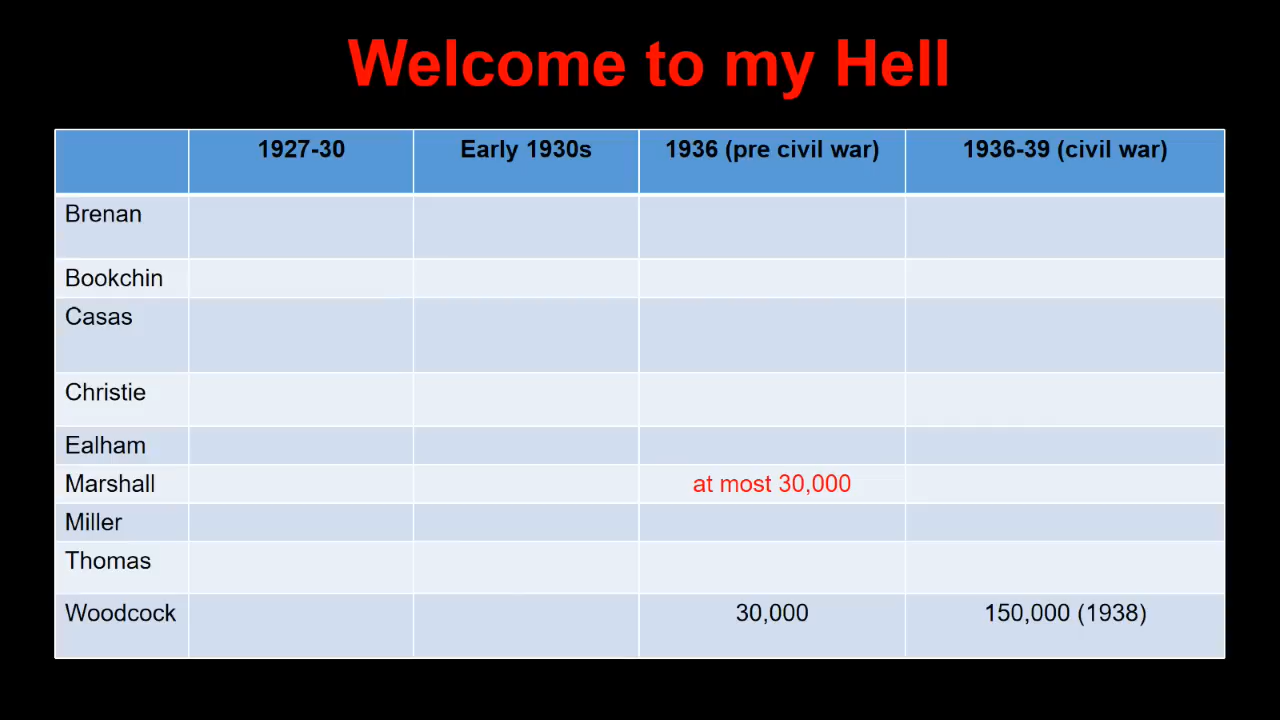 Welcome to my Hell
1927-30 Early 1930s 1936 (pre civil war) 1936-39 (civil war)
Brenan
Bookchin
Casas
Christie
Ealham
Marshall at most 30,000
Miller
Thomas
Woodcock 30,000 150,000 (1938)